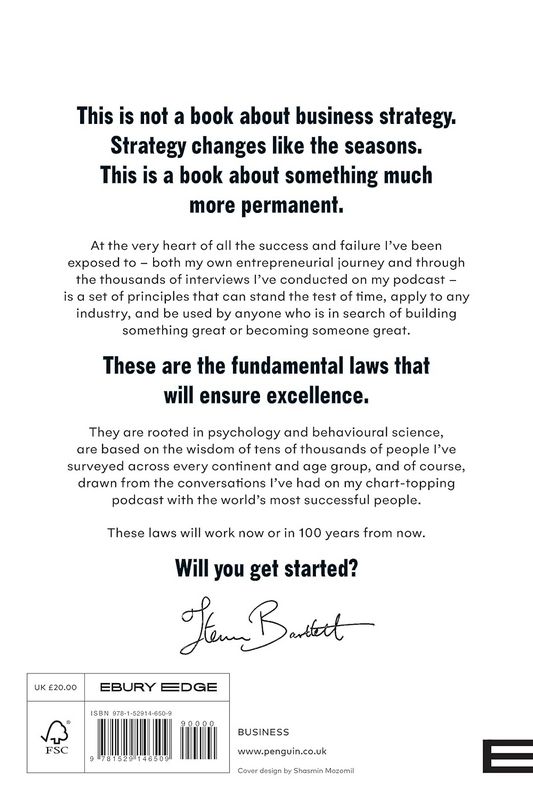 This is not a book about business strategy.
Strategy changes like the seasons.
This is a book about something much
more permanent.
At the very heart of all the success and failure I've been
exposed to – both my own entrepreneurial journey and through
the thousands of interviews I've conducted on my podcast –
is a set of principles that can stand the test of time, apply to any
industry, and be used by anyone who is in search of building
something great or becoming someone great.
These are the fundamental laws that
will ensure excellence.
They are rooted in psychology and behavioural science,
are based on the wisdom of tens of thousands of people I've
surveyed across every continent and age group, and of course,
drawn from the conversations I've had on my chart-topping
podcast with the world's most successful people.
These laws will work now or in 100 years from now.
Will you get started?
Steven Bartlett
UK £20.00
EBURY EDGE
ISBN 978-1-52914-650-9
90000
FSC®
9 781529 146509
BUSINESS
www.penguin.co.uk
Cover design by Shasmin Mozomil
E